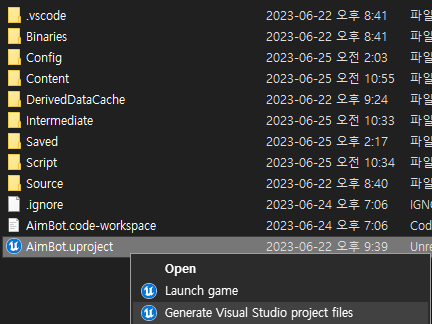 .vscode 2023-06-22 오후 8:41 파일
Binaries 2023-06-22 오후 8:41 파일
Config 2023-06-25 오전 2:03 파일
Content 2023-06-25 오전 10:55 파일
DerivedDataCache 2023-06-22 오후 9:24 파일
Intermediate 2023-06-25 오전 10:33 파일
Saved 2023-06-25 오후 2:17 파일
Script 2023-06-25 오전 10:34 파일
Source 2023-06-22 오후 8:40 파일
.ignore 2023-06-24 오후 7:06 IGN
AimBot.code-workspace 2023-06-24 오후 7:06 Cod
AimBot.uproject 2023-06-22 오후 9:39 Unre
Open
Launch game
Generate Visual Studio project files